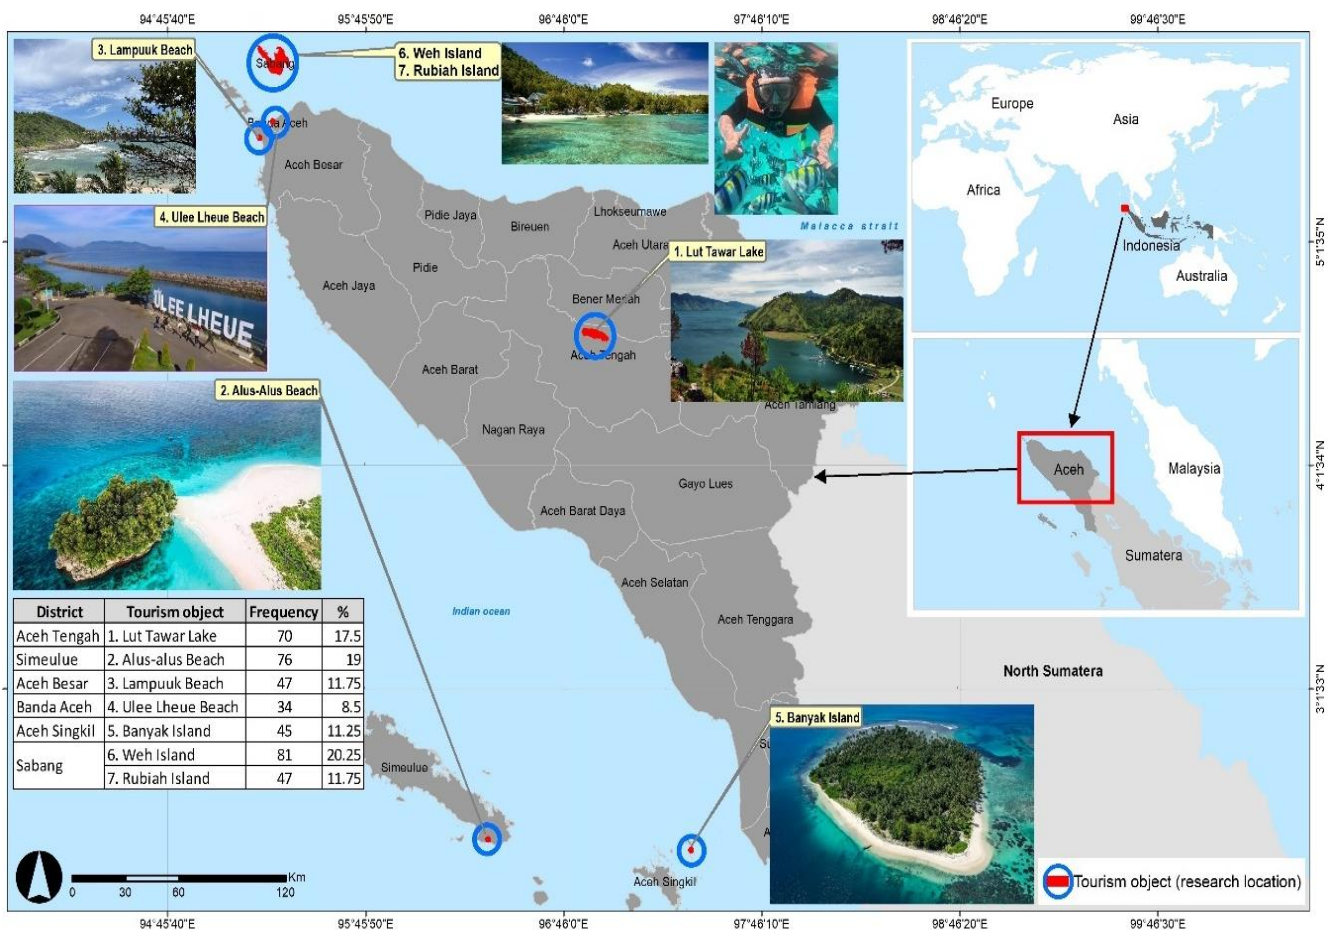 94°45'40"E 95°45'50"E 96°46'0"E 97°46'10"E 98°46'20"E 99°46'30"E
3. Lampuuk Beach
6. Weh Island
7. Rubiah Island
Sabang
Banda Aceh
Aceh Besar
4. Ulee Lheue Beach
ULEE LHEUE
Pidie Jaya
Bireuen
Lhokseumawe
Aceh Utara
Malacca strait
1. Lut Tawar Lake
Pidie
Aceh Jaya
Bener Meriah
Aceh Tengah
Aceh Barat
2. Alus-Alus Beach
Aceh Tamiang
Nagan Raya
Gayo Lues
Aceh Barat Daya
Aceh Selatan
Indian ocean
Aceh Tenggara
Simeulue
5. Banyak Island
Aceh Singkil
North Sumatera
Europe
Asia
Africa
Indonesia
Australia
Aceh
Malaysia
Sumatera
5°1'35"N
4°1'34"N
3°1'33"N
District Tourism object Frequency %
Aceh Tengah 1. Lut Tawar Lake 70 17.5
Simeulue 2. Alus-alus Beach 76 19
Aceh Besar 3. Lampuuk Beach 47 11.75
Banda Aceh 4. Ulee Lheue Beach 34 8.5
Aceh Singkil 5. Banyak Island 45 11.25
Sabang 6. Weh Island 81 20.25
7. Rubiah Island 47 11.75
Km
0 30 60 120
Tourism object (research location)
94°45'40"E 95°45'50"E 96°46'0"E 97°46'10"E 98°46'20"E 99°46'30"E